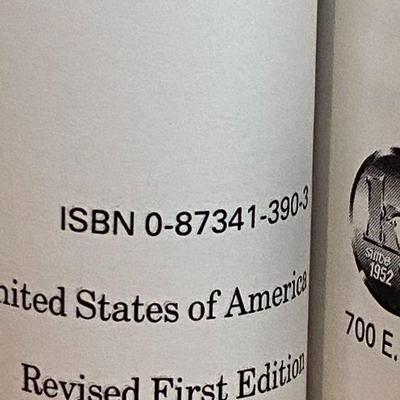 ISBN 0-87341-390-3
nited States of America
Revised First Edition
k
since
1952
700 E.